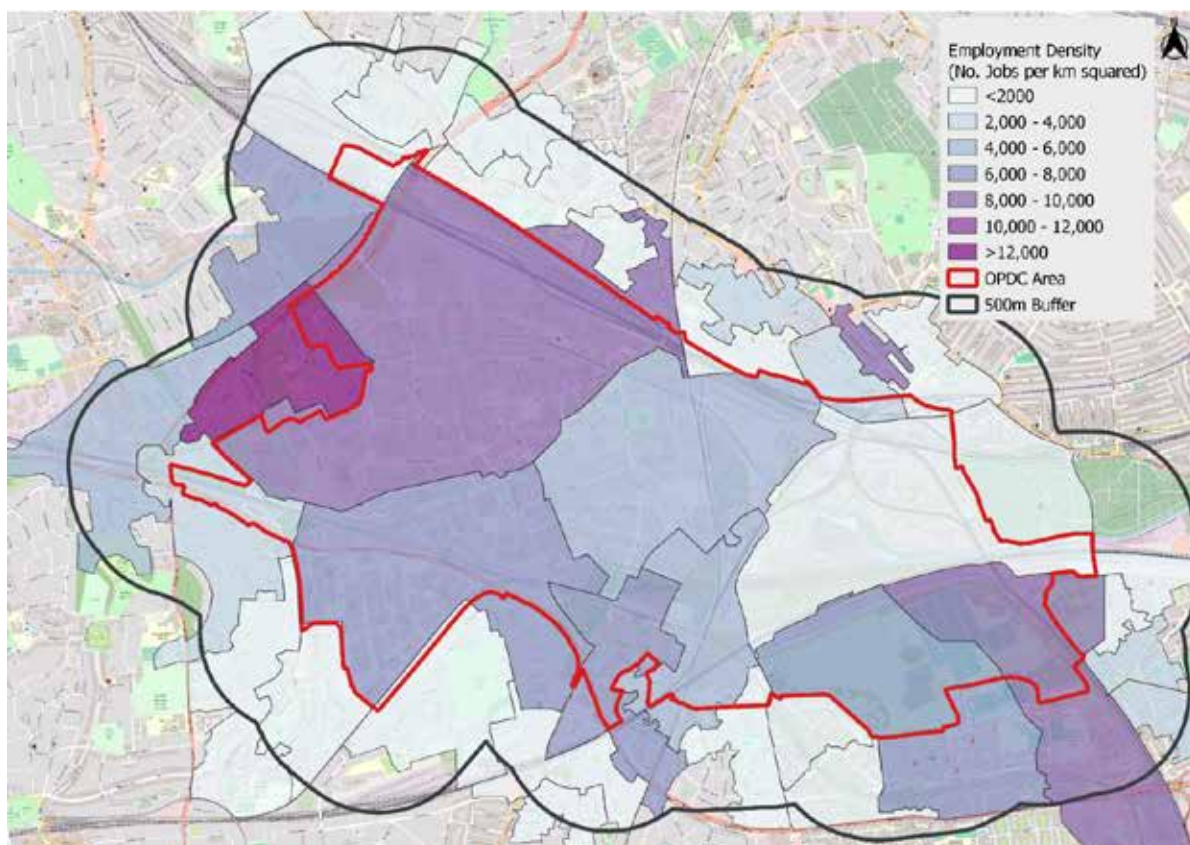 Employment Density
(No. Jobs per km squared)
<2000
2,000 - 4,000
4,000 - 6,000
6,000 - 8,000
8,000 - 10,000
10,000 - 12,000
>12,000
OPDC Area
500m Buffer